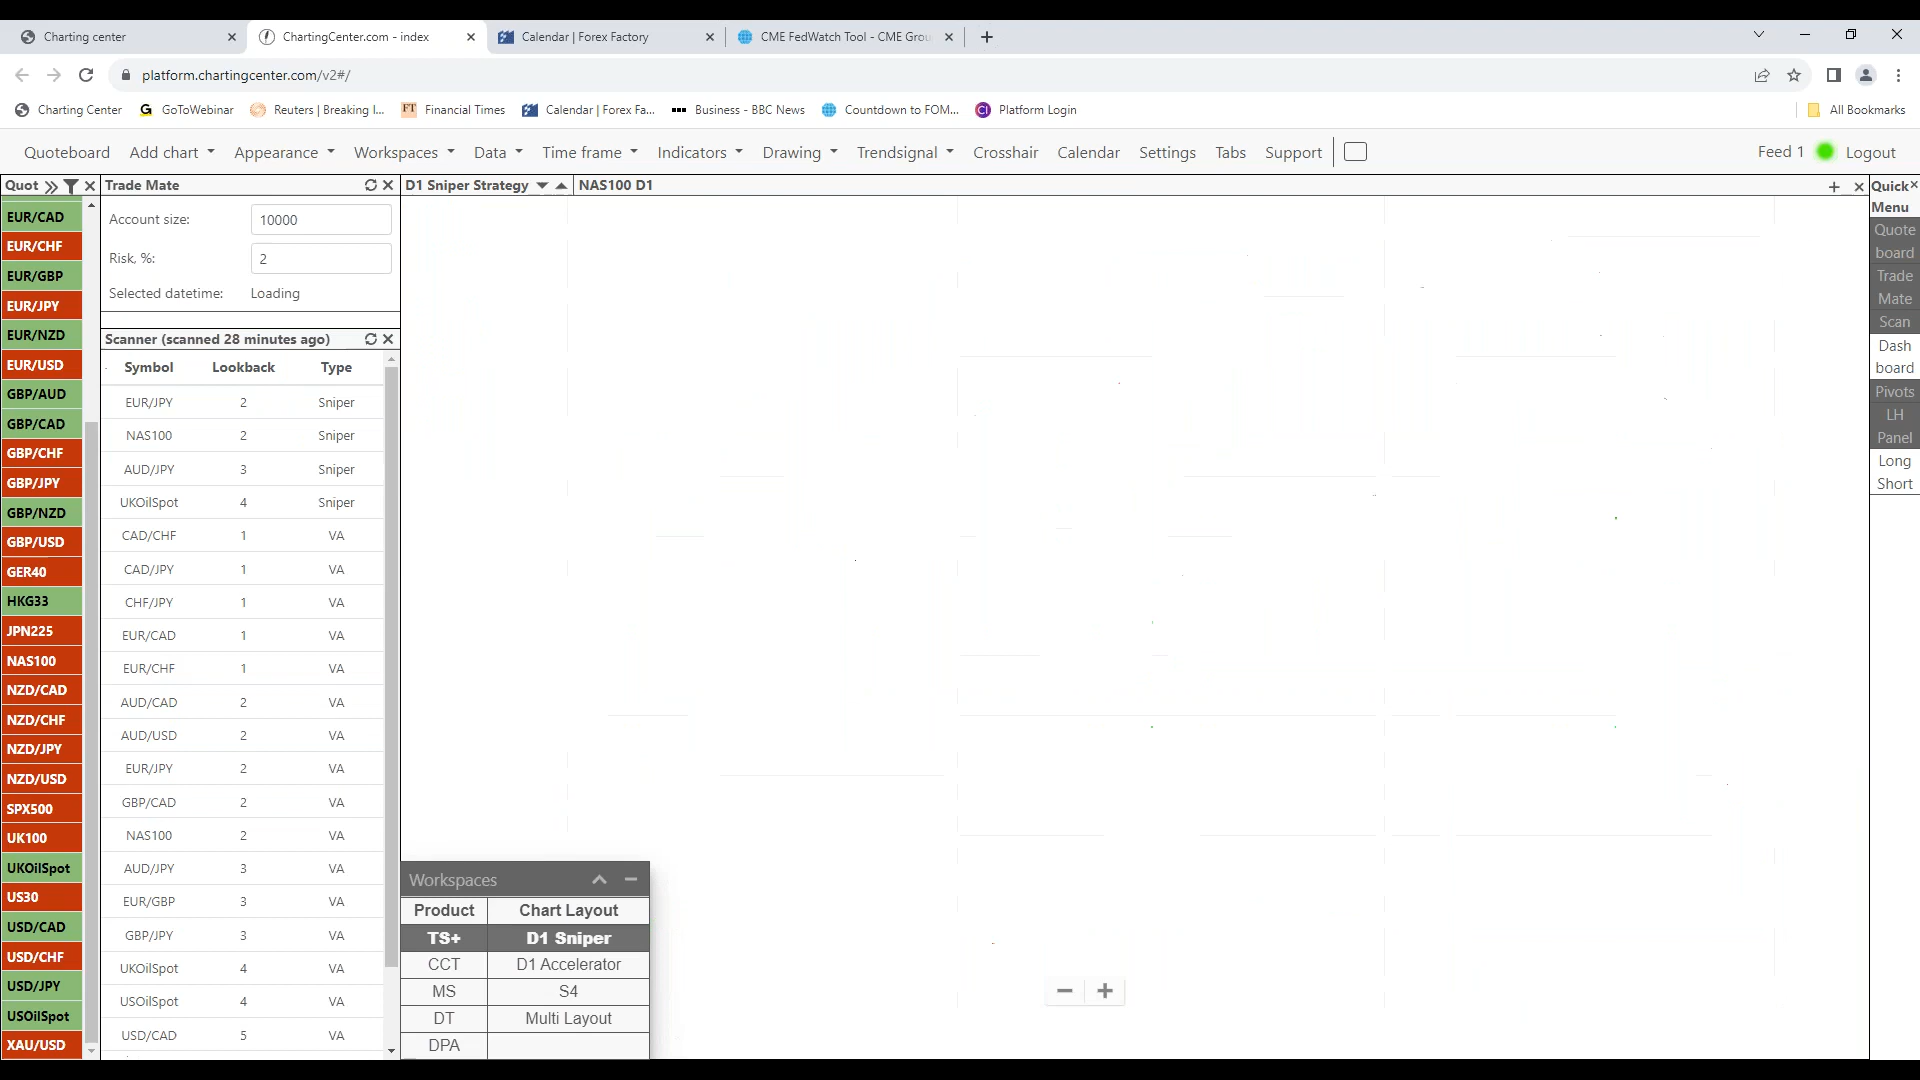 Charting center
ChartingCenter.com - index
Calendar | Forex Factory
CME FedWatch Tool - CME Grou
platform.chartingcenter.com/v2#/
Charting Center
GoToWebinar
Reuters | Breaking I...
FT Financial Times
Calendar | Forex Fa...
Business - BBC News
Countdown to FOM...
CI Platform Login
All Bookmarks
Quoteboard
Add chart
Appearance
Workspaces
Data
Time frame
Indicators
Drawing
Trendsignal
Crosshair
Calendar
Settings
Tabs
Support
Feed 1
Logout
Quot
EUR/CAD
EUR/CHF
EUR/GBP
EUR/JPY
EUR/NZD
EUR/USD
GBP/AUD
GBP/CAD
GBP/CHF
GBP/JPY
GBP/NZD
GBP/USD
GER40
HKG33
JPN225
NAS100
NZD/CAD
NZD/CHF
NZD/JPY
NZD/USD
SPX500
UK100
UKOilSpot
US30
USD/CAD
USD/CHF
USD/JPY
USOilSpot
XAU/USD
Trade Mate
Account size: 10000
Risk, %: 2
Selected datetime: Loading
Scanner (scanned 28 minutes ago)
Symbol Lookback Type
EUR/JPY 2 Sniper
NAS100 2 Sniper
AUD/JPY 3 Sniper
UKOilSpot 4 Sniper
CAD/CHF 1 VA
CAD/JPY 1 VA
CHF/JPY 1 VA
EUR/CAD 1 VA
EUR/CHF 1 VA
AUD/CAD 2 VA
AUD/USD 2 VA
EUR/JPY 2 VA
GBP/CAD 2 VA
NAS100 2 VA
AUD/JPY 3 VA
EUR/GBP 3 VA
GBP/JPY 3 VA
UKOilSpot 4 VA
USOilSpot 4 VA
USD/CAD 5 VA
D1 Sniper Strategy
NAS100 D1
Workspaces
Product Chart Layout
TS+ D1 Sniper
CCT D1 Accelerator
MS S4
DT Multi Layout
DPA
Quick
Menu
Quote
board
Trade
Mate
Scan
Dash
board
Pivots
LH
Panel
Long
Short